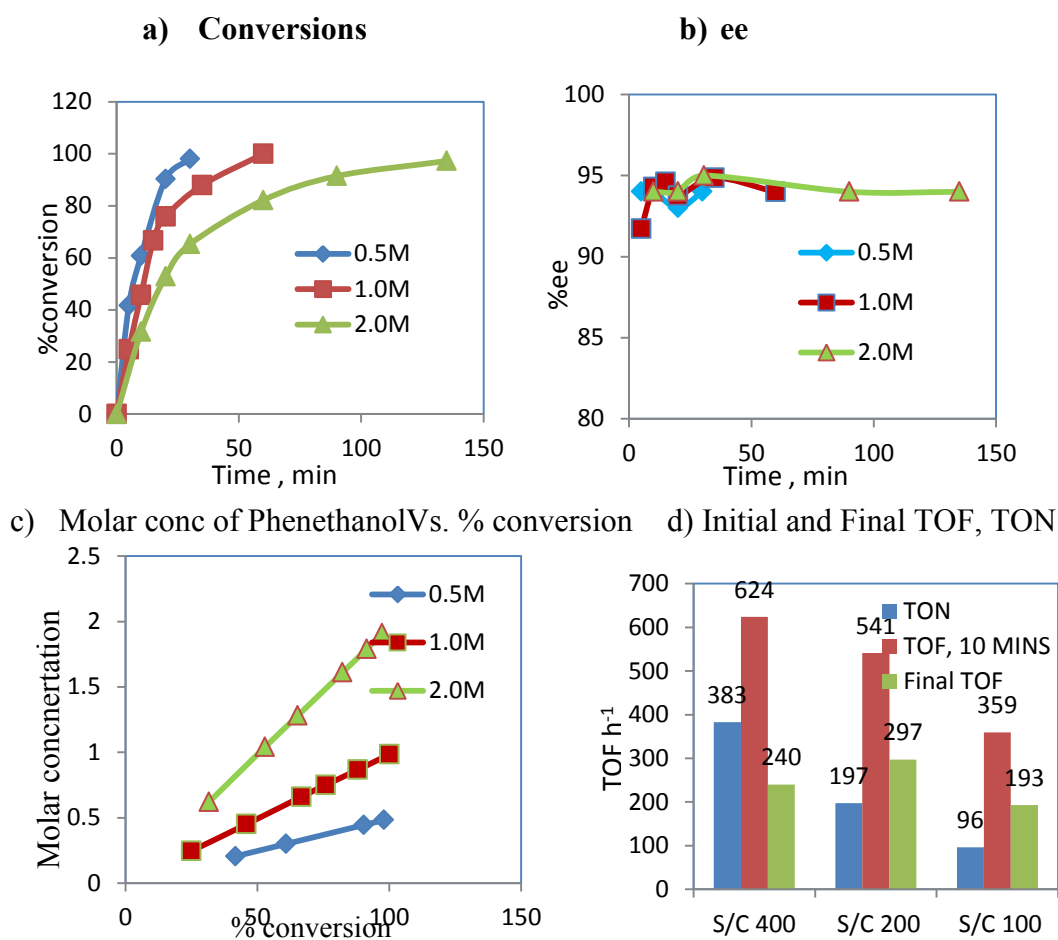 a) Conversions
b) ee
120
100
80
60
40
20
0
%conversion
0.5M
1.0M
2.0M
0 50 100 150
Time , min
100
95
90
85
80
%ee
0.5M
1.0M
2.0M
0 50 100 150
Time , min
c) Molar conc of PhenethanolVs. % conversion
d) Initial and Final TOF, TON
2.5
2
1.5
1
0.5
0
Molar concnertation
0.5M
1.0M
2.0M
0 50 100 150
% conversion
700
600
500
400
300
200
100
0
TOF h-1
TON
TOF, 10 MINS
Final TOF
383 624 240
197 541 297
96 359 193
S/C 400 S/C 200 S/C 100